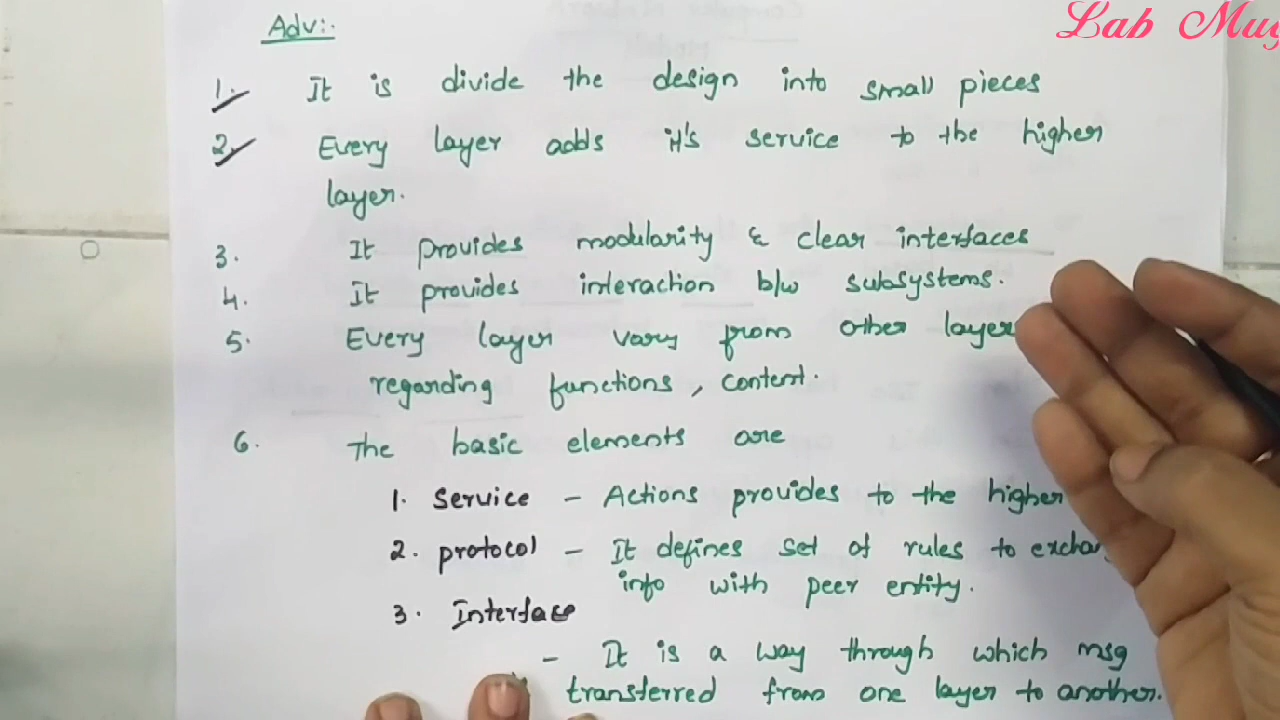 Lab Mug
Adv:-
1. It is divide the design into small pieces
2. Every layer adds it's service to the higher
layer.
3. It provides modularity & clear interfaces
4. It provides interaction b/w subsystems.
5. Every layer vary from other layer
regarding functions, content.
6. The basic elements are
1. Service - Actions provides to the higher
2. protocol - It defines set of rules to exchan
info with peer entity.
3. Interface
- It is a way through which msg
transferred from one layer to another.